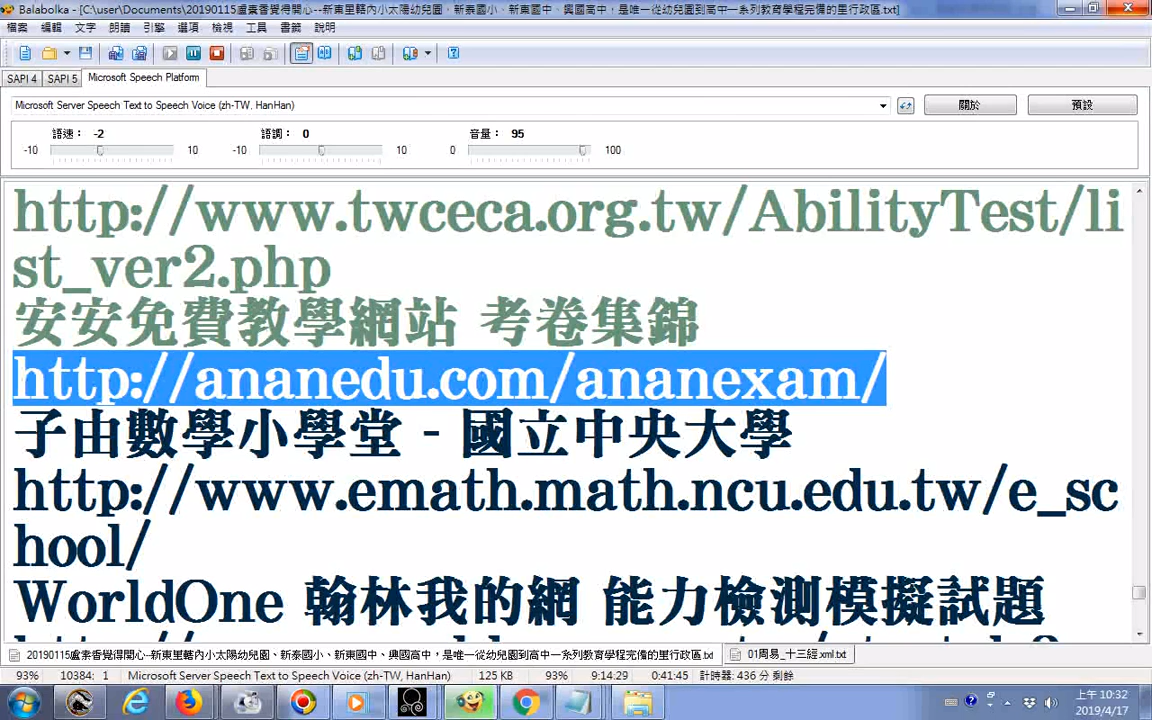 Balabolka - [C:\user\Documents\20190115盧素香覺得開心--新東里轄內小太陽幼兒園、新泰國小、新東國中、興國高中，是唯一從幼兒園到高中一系列教育學程完備的里行政區.txt]
檔案 編輯 文字 朗讀 引擎 選項 檢視 工具 書籤 說明
SAPI 4 SAPI 5 Microsoft Speech Platform
Microsoft Server Speech Text to Speech Voice (zh-TW, HanHan) 關於 預設
語速： -2 語調： 0 音量： 95
-10 10 -10 10 0 100
http://www.twceca.org.tw/AbilityTest/li
st_ver2.php
安安免費教學網站 考卷集錦
http://ananedu.com/ananexam/
子由數學小學堂 - 國立中央大學
http://www.emath.math.ncu.edu.tw/e_sc
hool/
WorldOne 翰林我的網 能力檢測模擬試題
20190115盧素香覺得開心--新東里轄內小太陽幼兒園、新泰國小、新東國中、興國高中，是唯一從幼兒園到高中一系列教育學程完備的里行政區.txt 01周易_十三經.xml.txt
93% 10384: 1 Microsoft Server Speech Text to Speech Voice (zh-TW, HanHan) 125 KB 93% 9:14:29 0:41:45 計時器: 436 分 剩餘
上午 10:32
2019/4/17